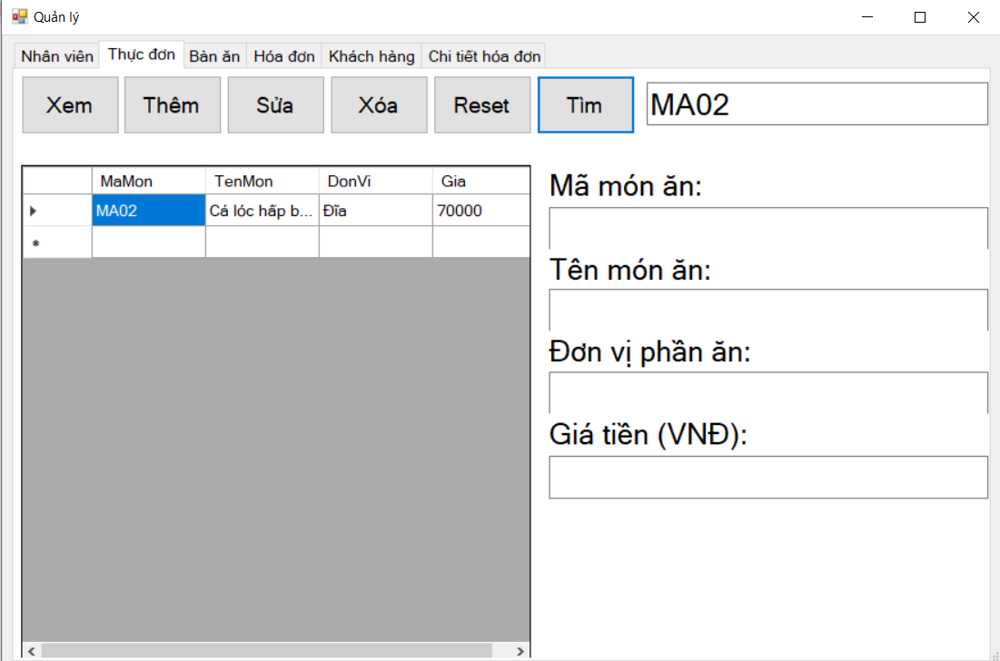 Quản lý
Nhân viên Thực đơn Bàn ăn Hóa đơn Khách hàng Chi tiết hóa đơn
Xem Thêm Sửa Xóa Reset Tìm MA02
MaMon TenMon DonVi Gia
MA02 Cá lóc hấp b... Đĩa 70000
Mã món ăn:
Tên món ăn:
Đơn vị phần ăn:
Giá tiền (VNĐ):